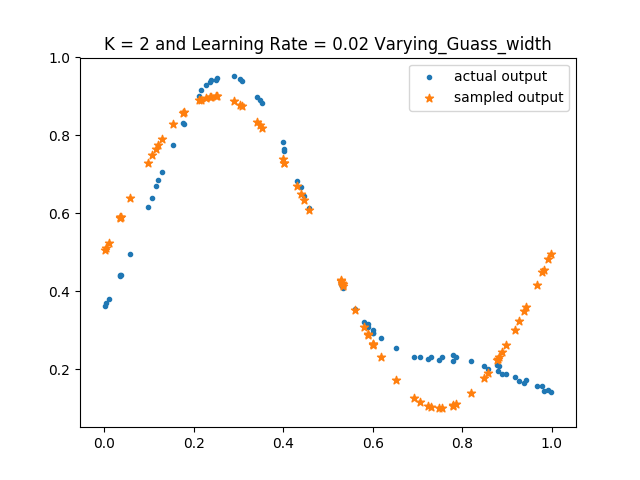 K = 2 and Learning Rate = 0.02 Varying_Guass_width
actual output
sampled output
1.0
0.8
0.6
0.4
0.2
0.0 0.2 0.4 0.6 0.8 1.0